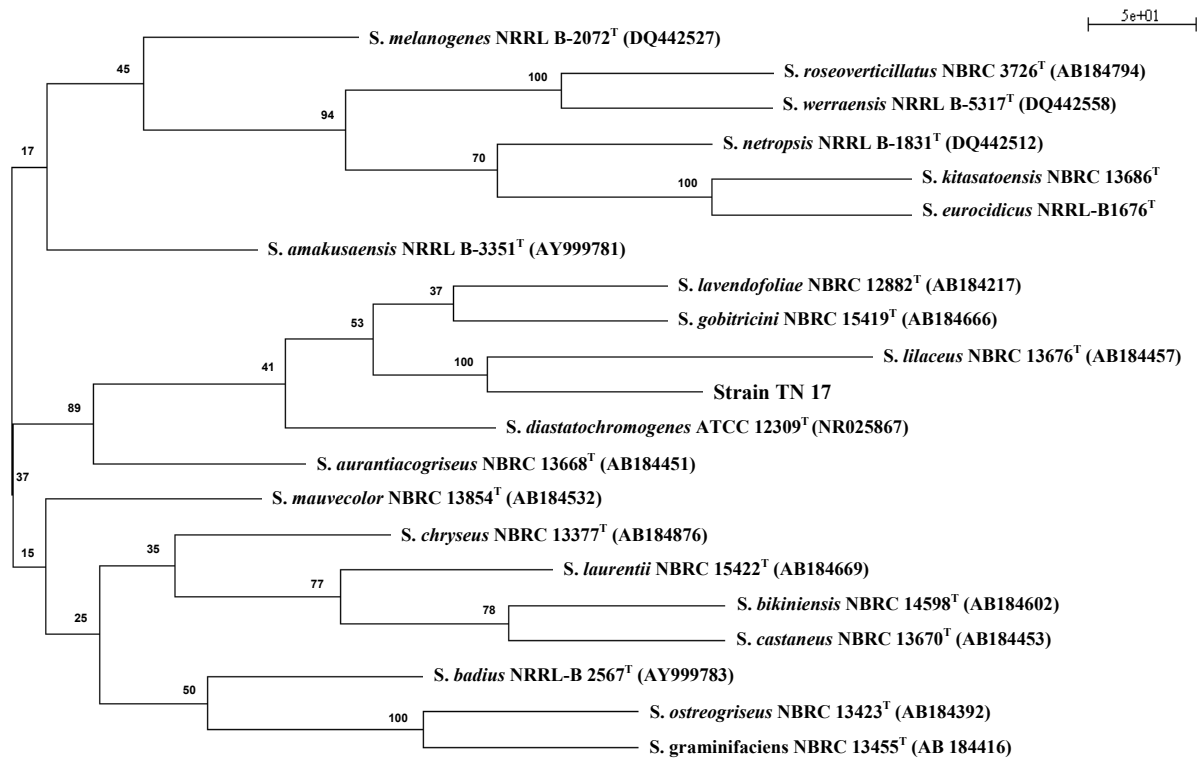 5e+01
S. melanogenes NRRL B-2072ᵀ (DQ442527)
45
S. roseoverticillatus NBRC 3726ᵀ (AB184794)
100
S. werraensis NRRL B-5317ᵀ (DQ442558)
94
S. netropsis NRRL B-1831ᵀ (DQ442512)
17
70
S. kitasatoensis NBRC 13686ᵀ
100
S. eurocidicus NRRL-B1676ᵀ
S. amakusaensis NRRL B-3351ᵀ (AY999781)
S. lavendofoliae NBRC 12882ᵀ (AB184217)
37
S. gobitricini NBRC 15419ᵀ (AB184666)
53
S. lilaceus NBRC 13676ᵀ (AB184457)
41
100
Strain TN 17
89
S. diastatochromogenes ATCC 12309ᵀ (NR025867)
S. aurantiacogriseus NBRC 13668ᵀ (AB184451)
37
S. mauvecolor NBRC 13854ᵀ (AB184532)
S. chryseus NBRC 13377ᵀ (AB184876)
15
35
S. laurentii NBRC 15422ᵀ (AB184669)
77
S. bikiniensis NBRC 14598ᵀ (AB184602)
78
25
S. castaneus NBRC 13670ᵀ (AB184453)
S. badius NRRL-B 2567ᵀ (AY999783)
50
S. ostreogriseus NBRC 13423ᵀ (AB184392)
100
S. graminifaciens NBRC 13455ᵀ (AB 184416)